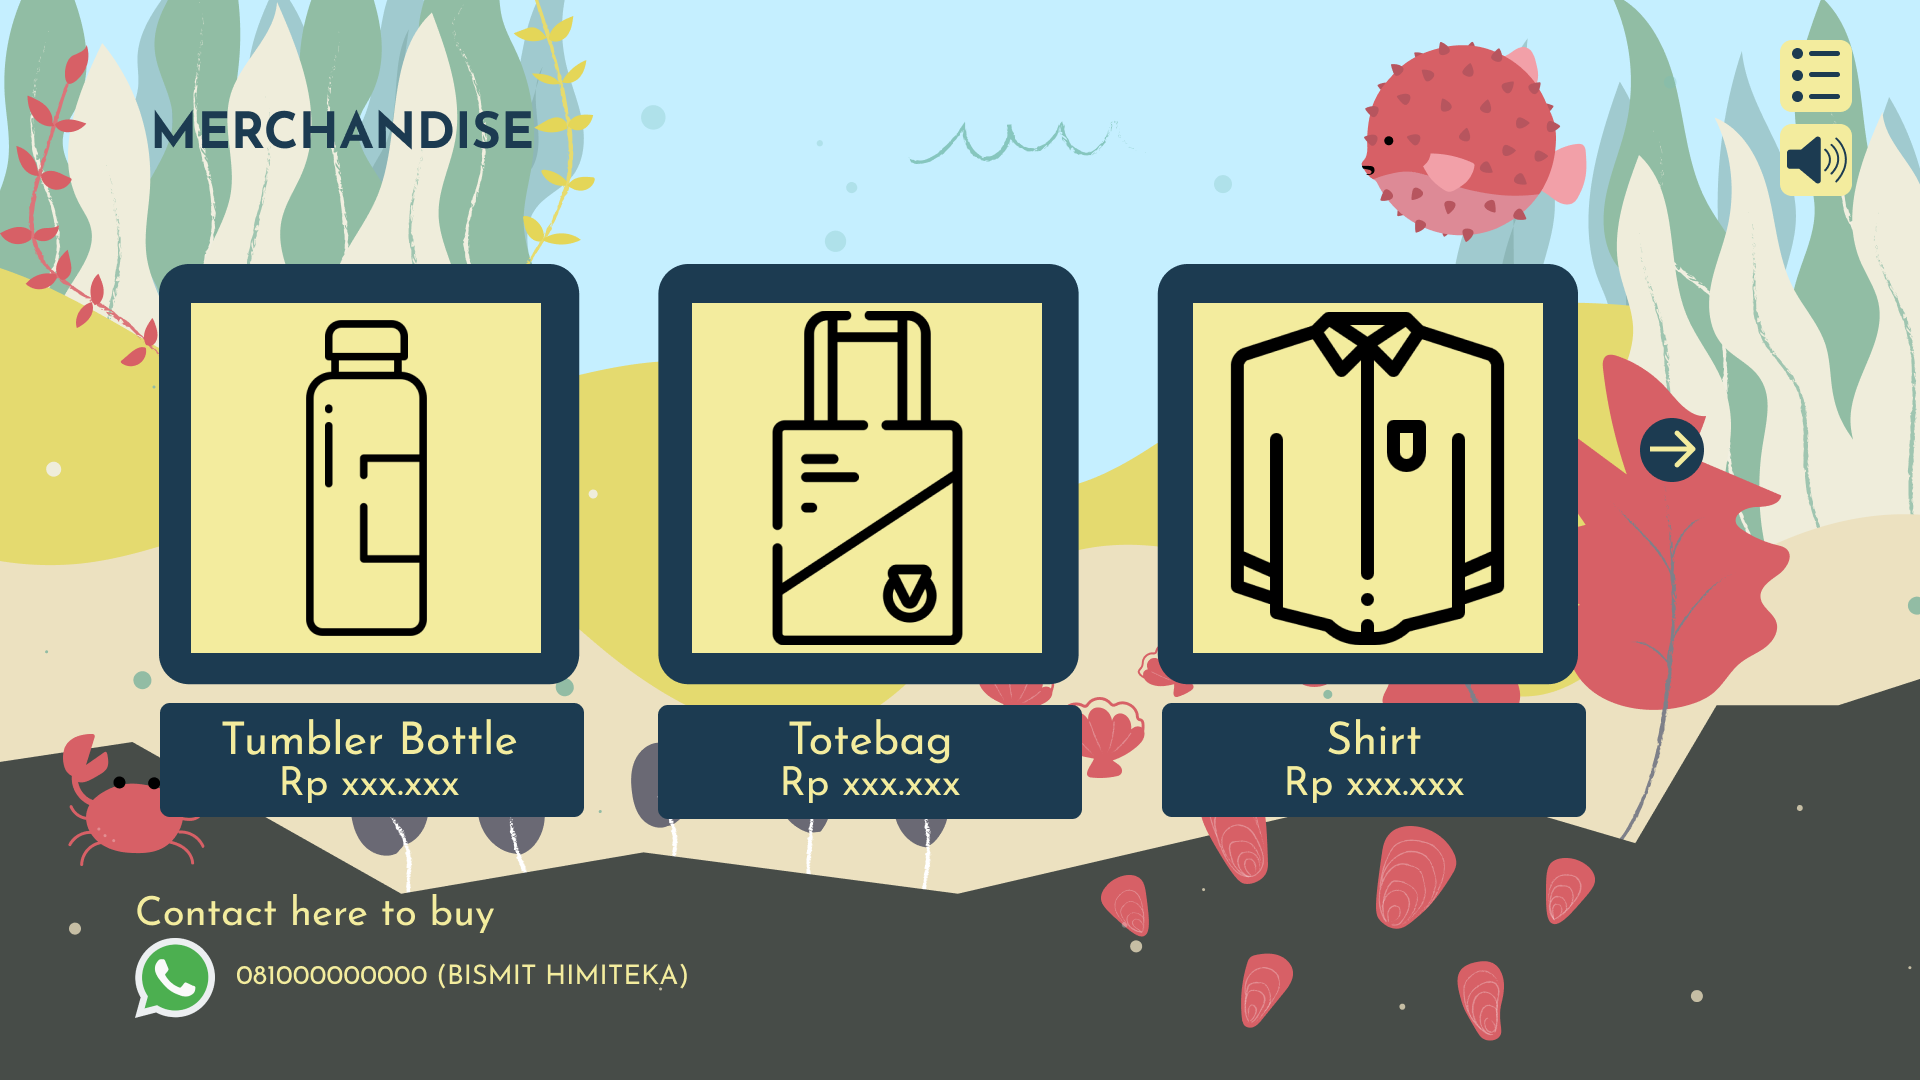 MERCHANDISE
Tumbler Bottle
Rp xxx.xxx
Totebag
Rp xxx.xxx
Shirt
Rp xxx.xxx
Contact here to buy
081000000000 (BISMIT HIMITEKA)